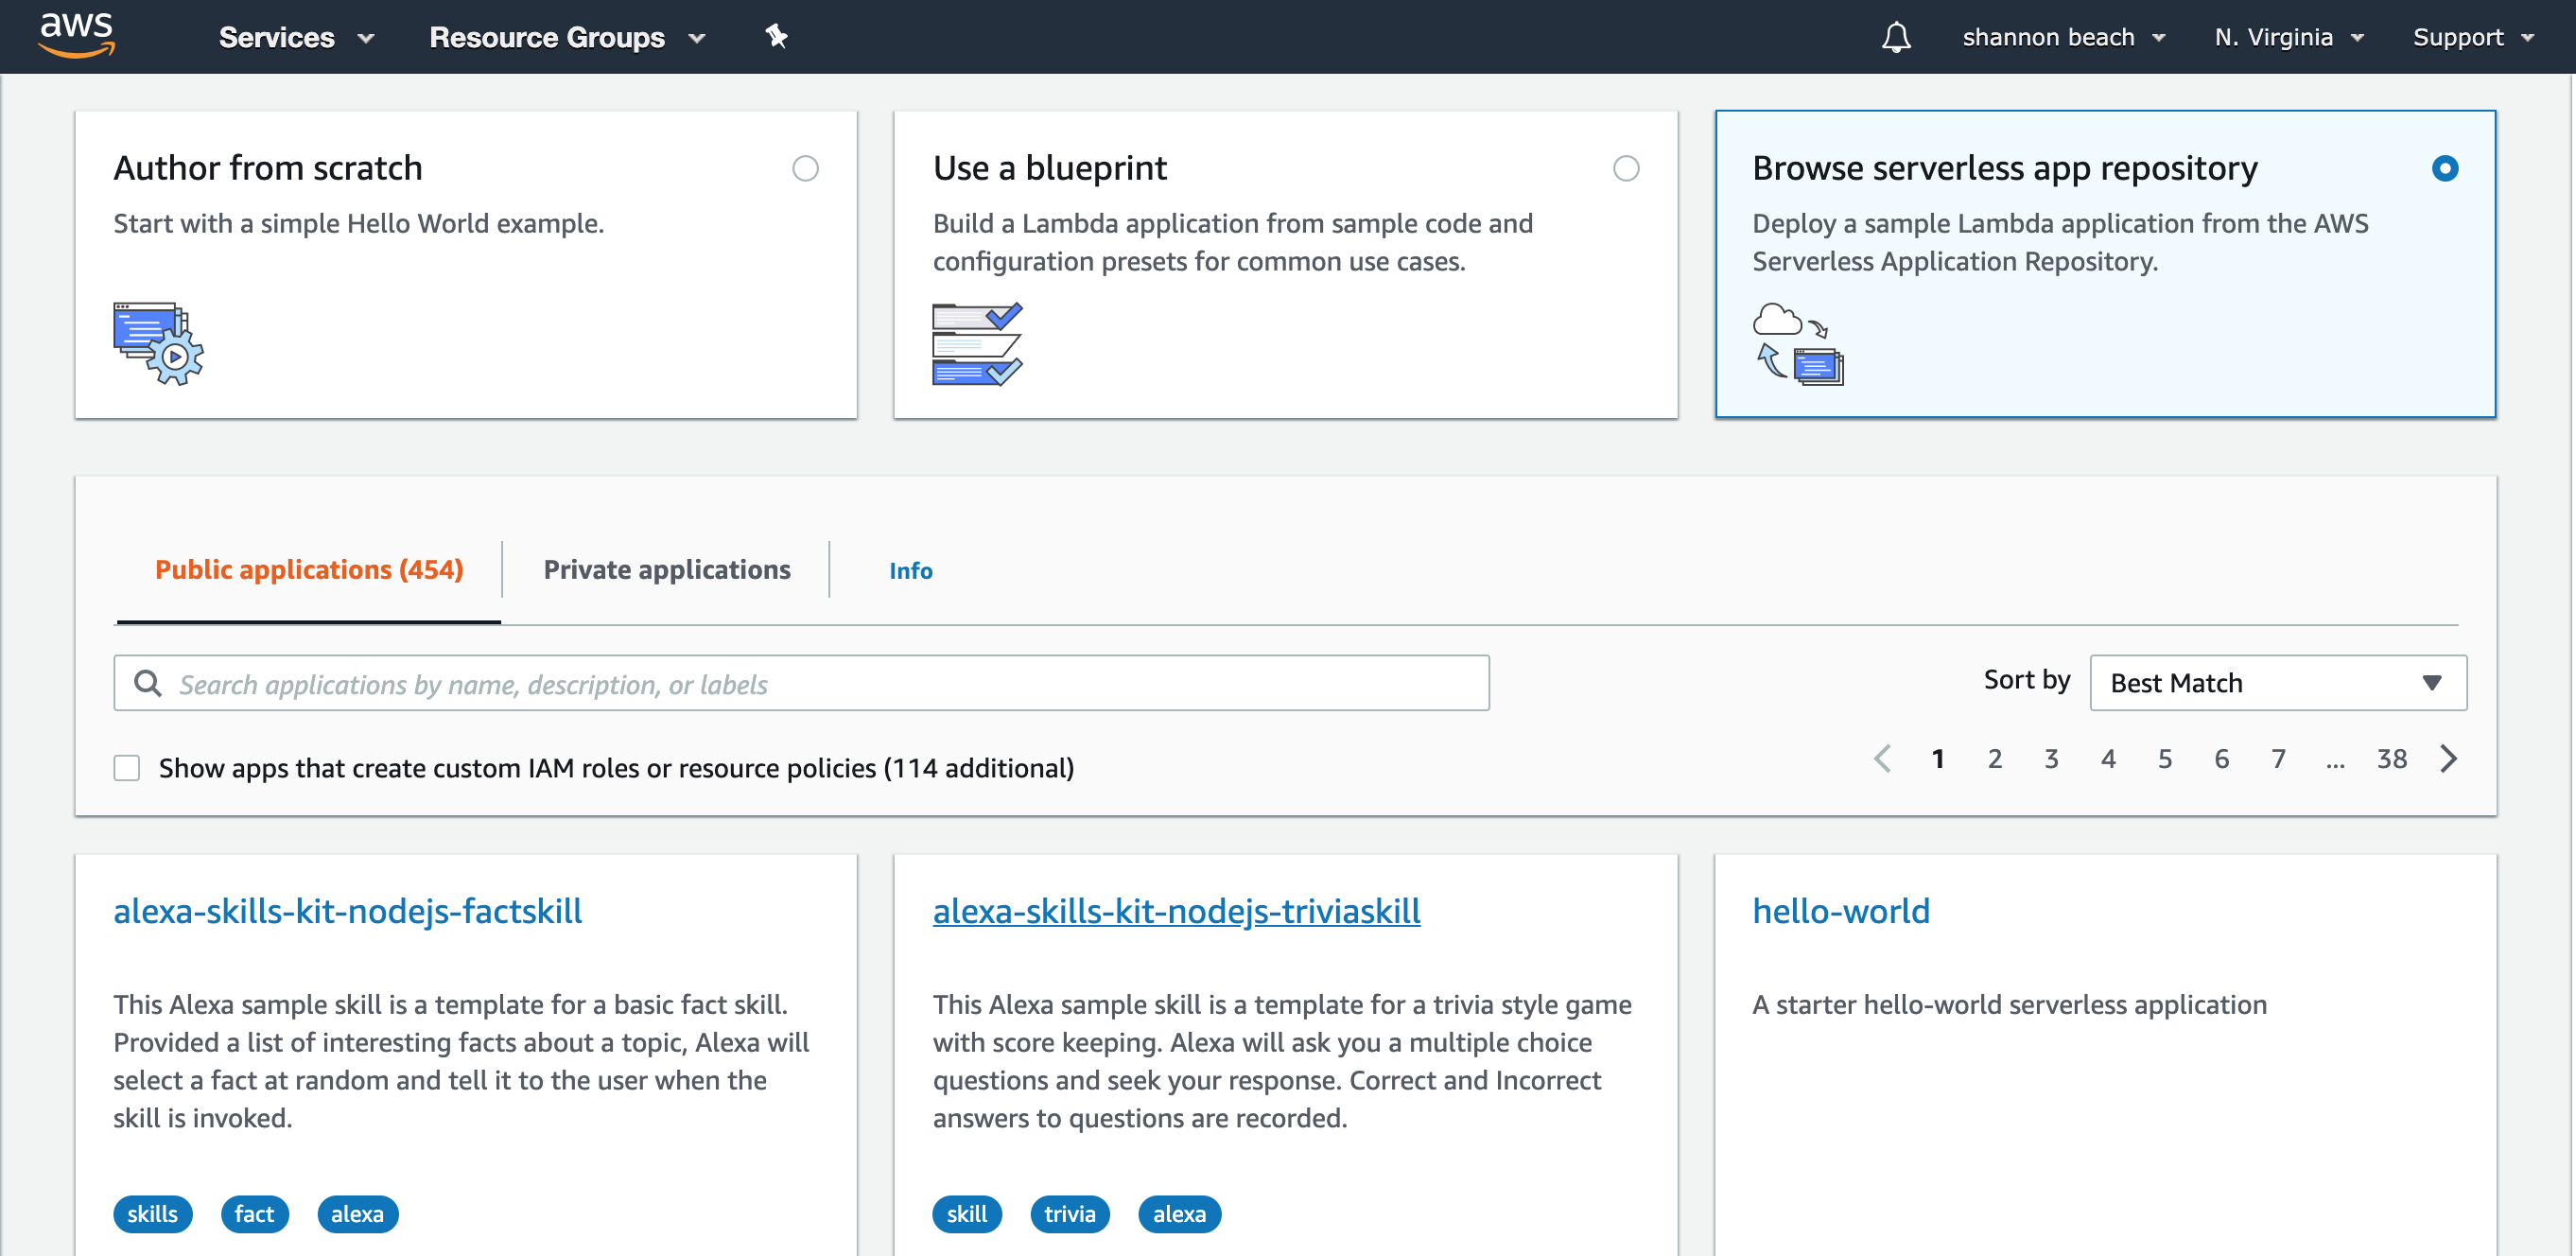 aws Services Resource Groups shannon beach N. Virginia Support
Author from scratch
Start with a simple Hello World example.
Use a blueprint
Build a Lambda application from sample code and
configuration presets for common use cases.
Browse serverless app repository
Deploy a sample Lambda application from the AWS
Serverless Application Repository.
Public applications (454) Private applications Info
Search applications by name, description, or labels
Sort by Best Match
Show apps that create custom IAM roles or resource policies (114 additional)
1 2 3 4 5 6 7 ... 38
alexa-skills-kit-nodejs-factskill
This Alexa sample skill is a template for a basic fact skill.
Provided a list of interesting facts about a topic, Alexa will
select a fact at random and tell it to the user when the
skill is invoked.
skills fact alexa
alexa-skills-kit-nodejs-triviaskill
This Alexa sample skill is a template for a trivia style game
with score keeping. Alexa will ask you a multiple choice
questions and seek your response. Correct and Incorrect
answers to questions are recorded.
skill trivia alexa
hello-world
A starter hello-world serverless application